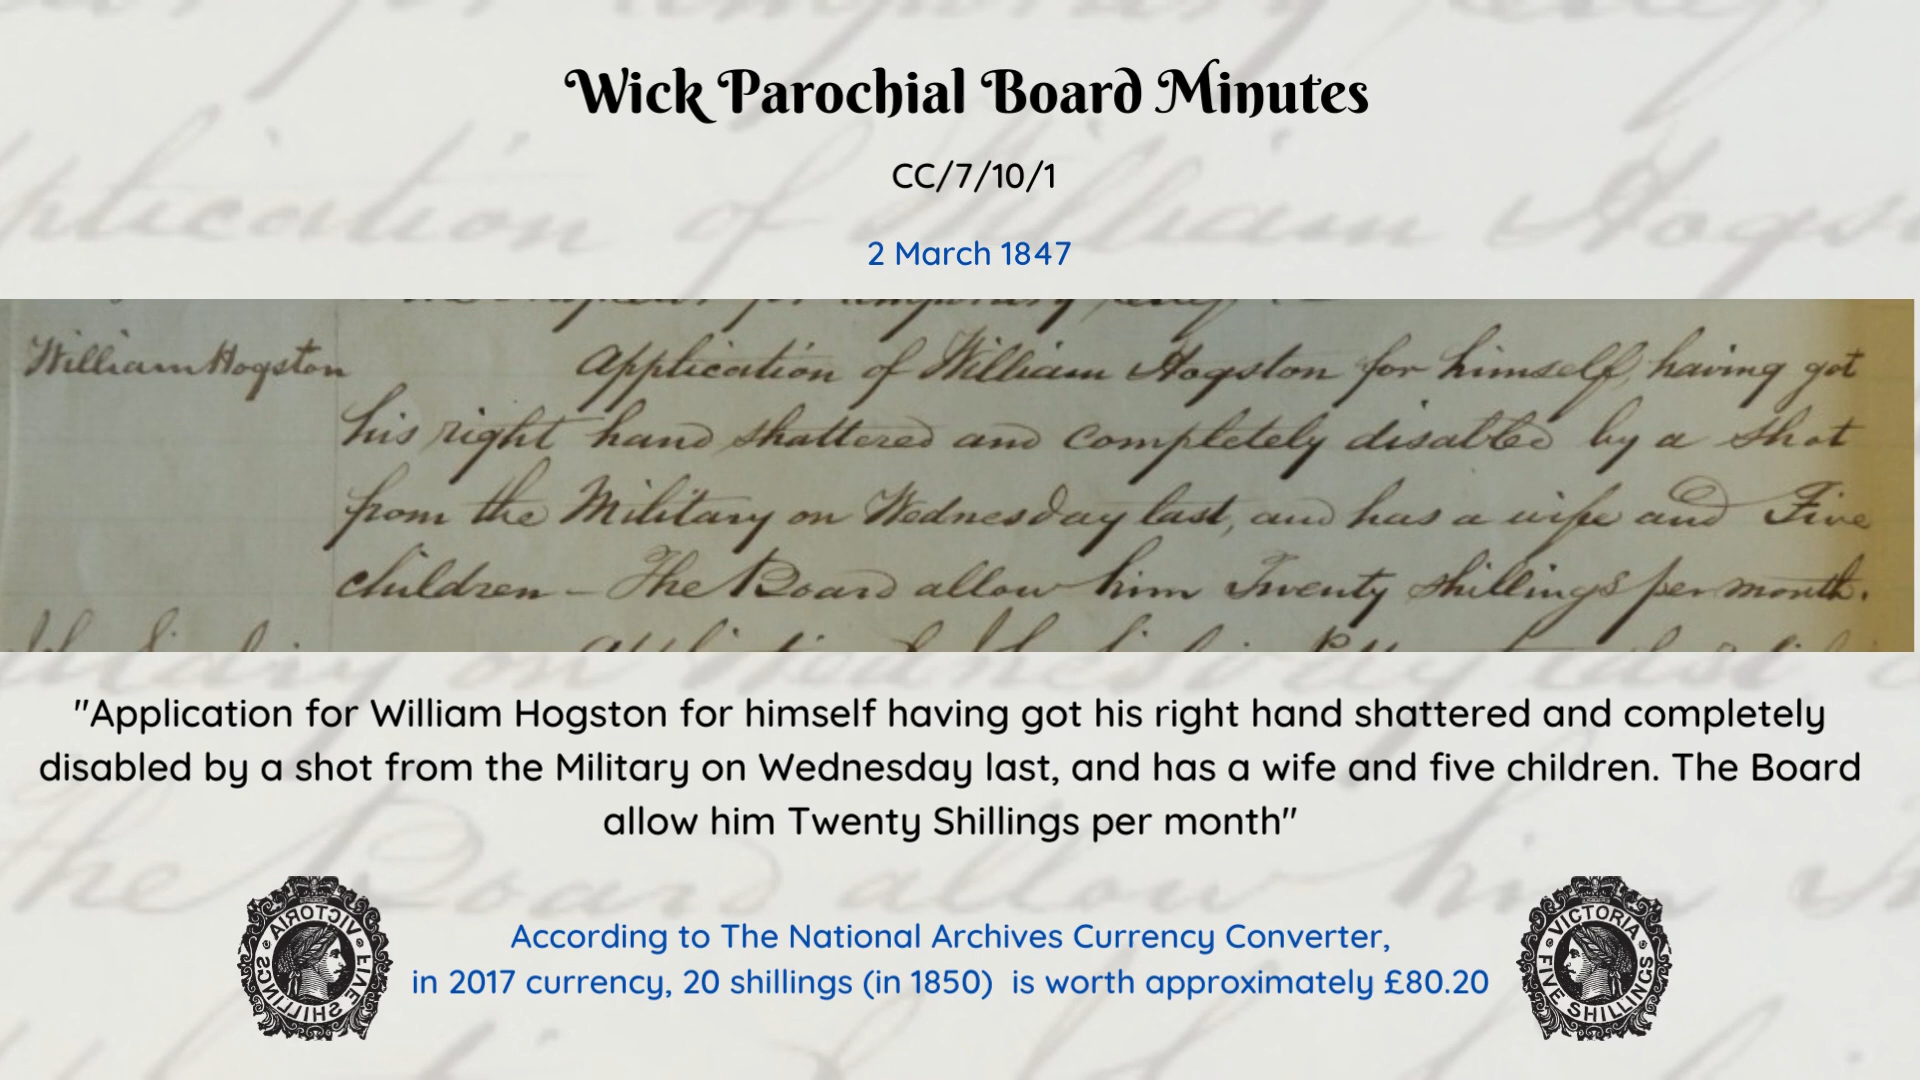 Wick Parochial Board Minutes
CC/7/10/1
2 March 1847
William Hogston
Application of William Hogston for himself, having got
his right hand shattered and completely disabled by a shot
from the Military on Wednesday last, and has a wife and Five
children – The Board allow him Twenty shillings per month.
"Application for William Hogston for himself having got his right hand shattered and completely
disabled by a shot from the Military on Wednesday last, and has a wife and five children. The Board
allow him Twenty Shillings per month"
According to The National Archives Currency Converter,
in 2017 currency, 20 shillings (in 1850)  is worth approximately £80.20
VICTORIA
FIVE SHILLINGS
VICTORIA
FIVE SHILLINGS